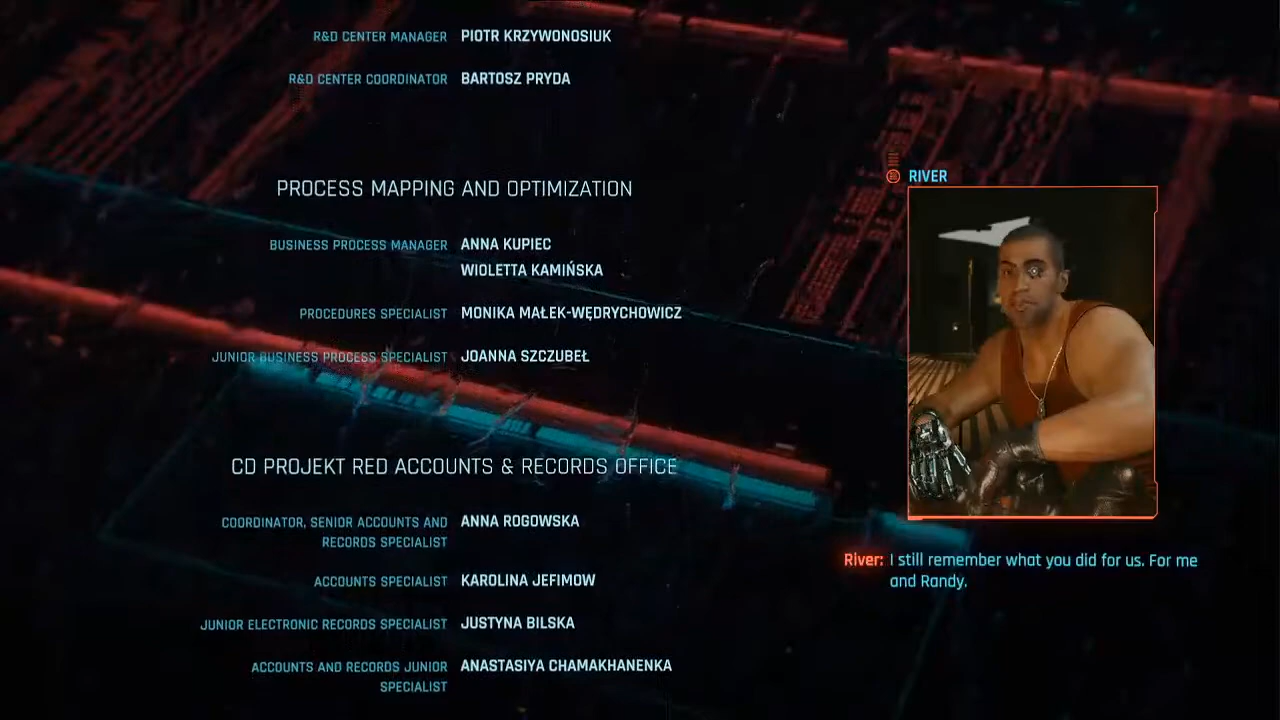 R&D CENTER MANAGER PIOTR KRZYWONOSIUK
R&D CENTER COORDINATOR BARTOSZ PRYDA
PROCESS MAPPING AND OPTIMIZATION
BUSINESS PROCESS MANAGER ANNA KUPIEC
WIOLETTA KAMIŃSKA
PROCEDURES SPECIALIST MONIKA MAŁEK-WĘDRYCHOWICZ
JUNIOR BUSINESS PROCESS SPECIALIST JOANNA SZCZUBEŁ
CD PROJEKT RED ACCOUNTS & RECORDS OFFICE
COORDINATOR, SENIOR ACCOUNTS AND ANNA ROGOWSKA
RECORDS SPECIALIST
ACCOUNTS SPECIALIST KAROLINA JEFIMOW
JUNIOR ELECTRONIC RECORDS SPECIALIST JUSTYNA BILSKA
ACCOUNTS AND RECORDS JUNIOR ANASTASIYA CHAMAKHANENKA
SPECIALIST
RIVER
River: I still remember what you did for us. For me
and Randy.